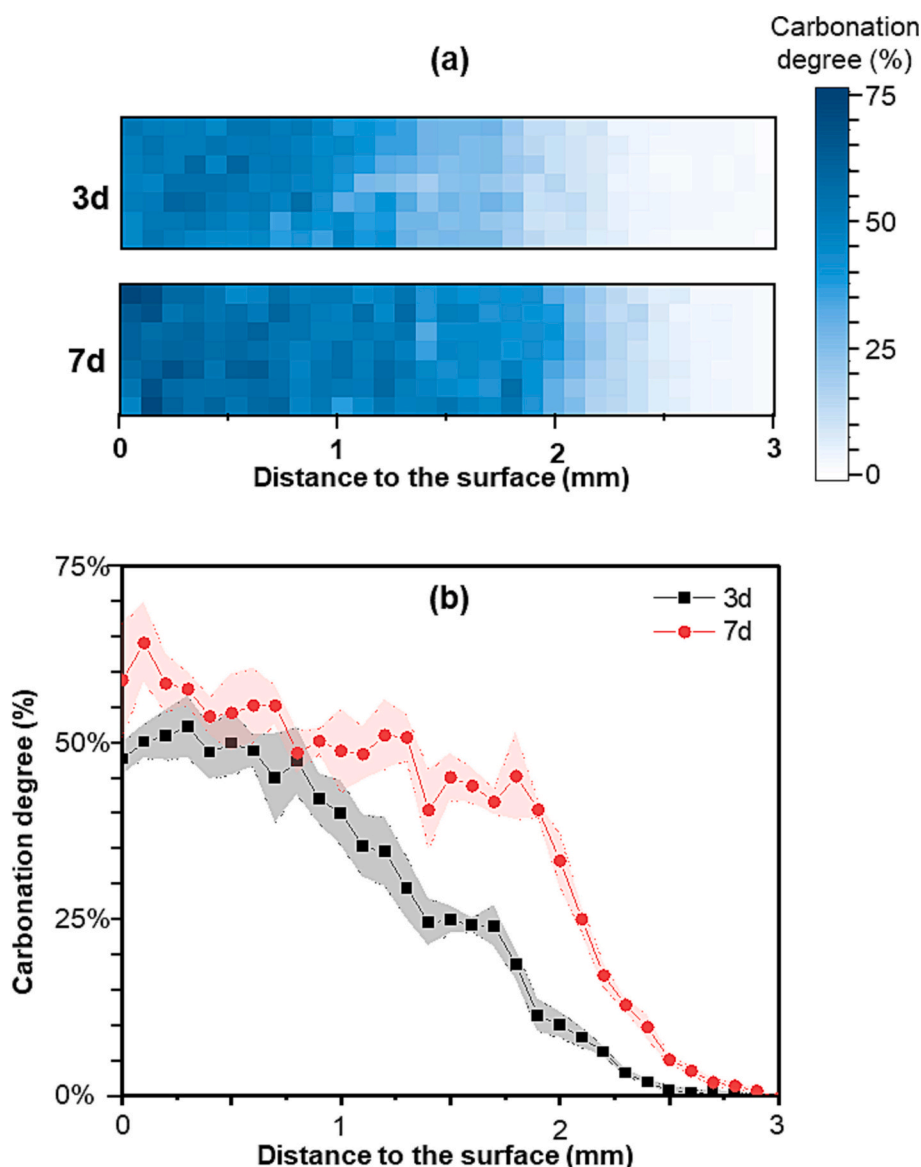 (a)
Carbonation
degree (%)
3d
7d
75
50
25
0
0 1 2 3
Distance to the surface (mm)
(b)
3d
7d
75%
50%
25%
0%
Carbonation degree (%)
0 1 2 3
Distance to the surface (mm)